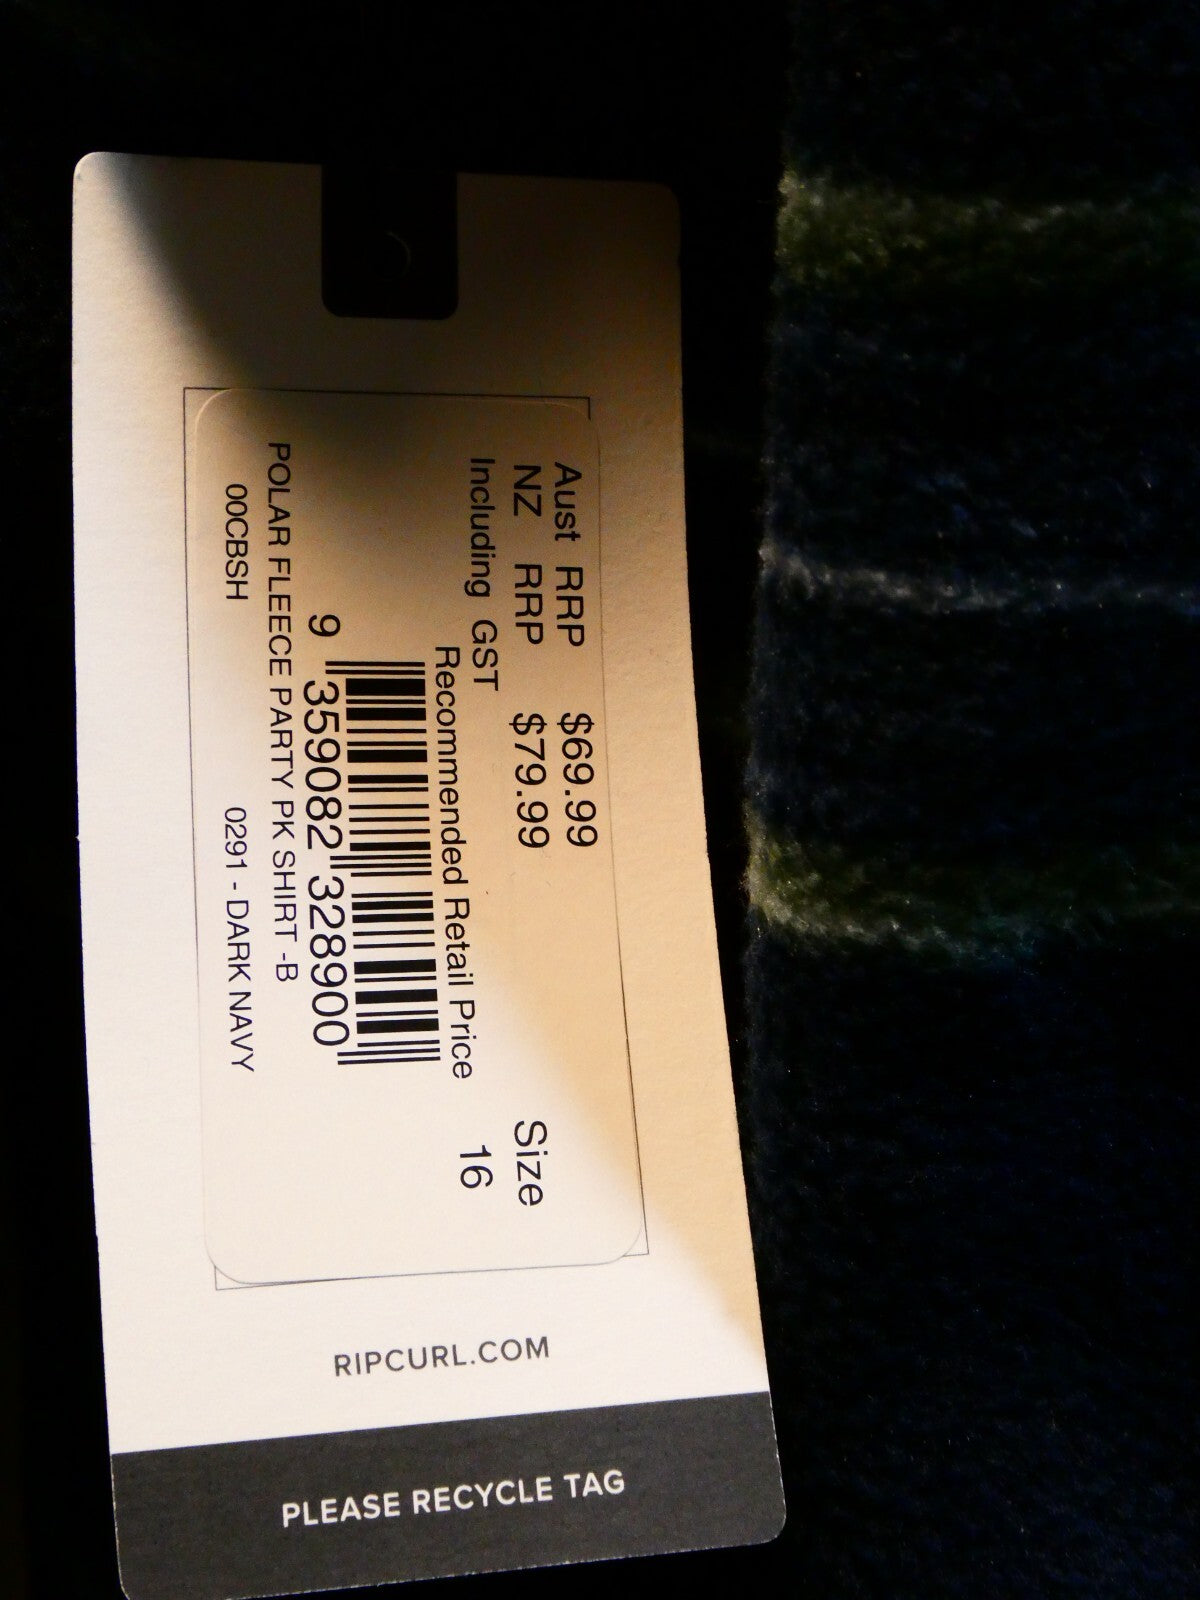 Aust RRP $69.99
NZ RRP $79.99
Including GST
Size
16
Recommended Retail Price
9 359082 328900
POLAR FLEECE PARTY PK SHIRT -B
00CBSH 0291 - DARK NAVY
RIPCURL.COM
PLEASE RECYCLE TAG